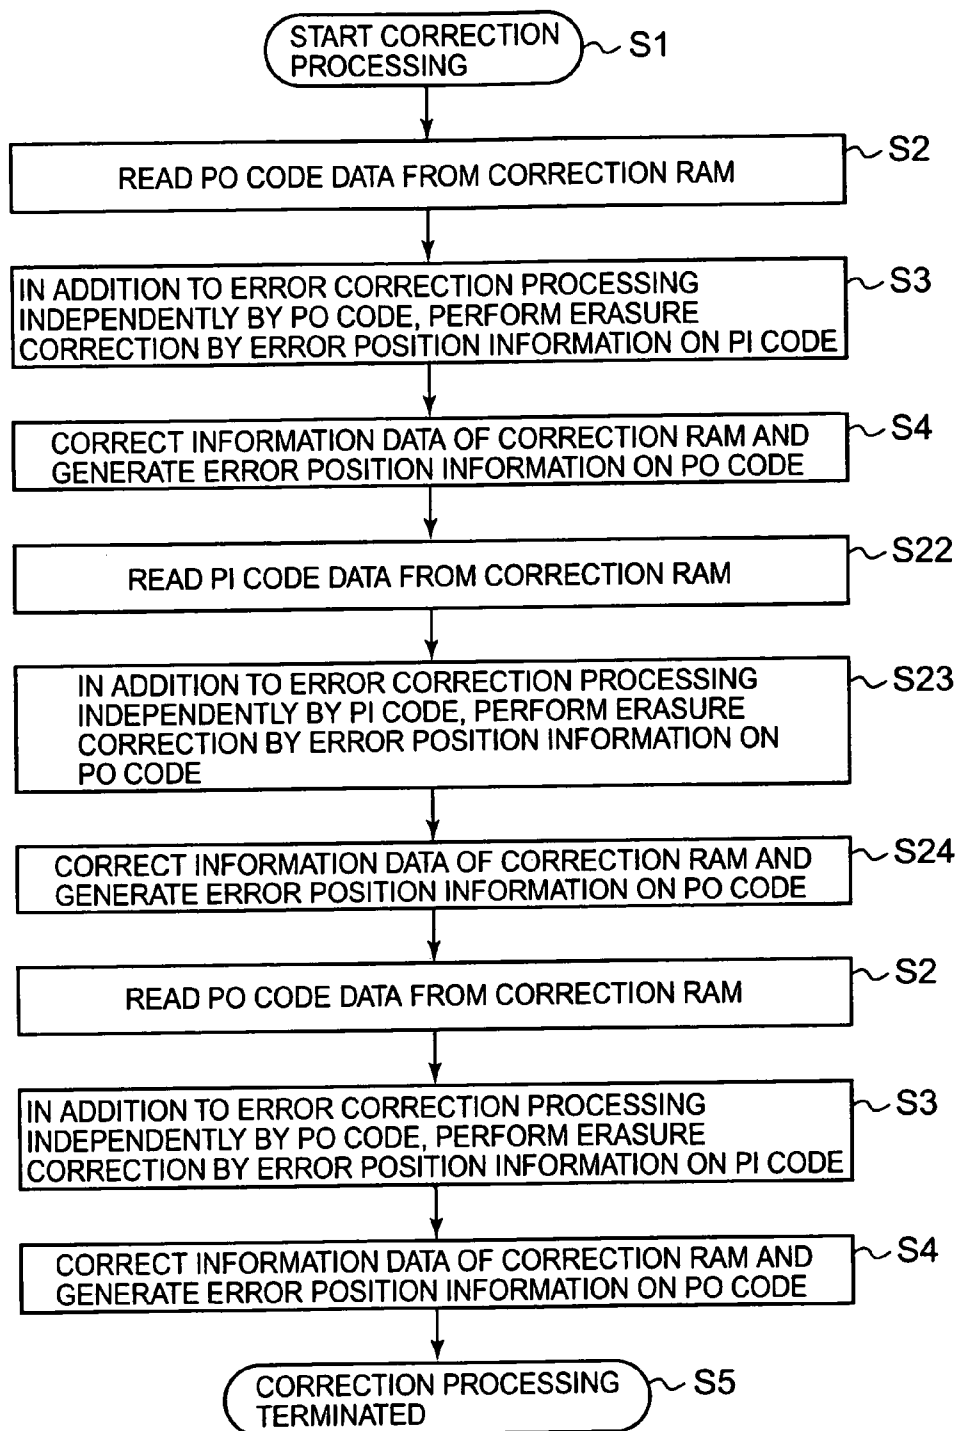 START CORRECTION
PROCESSING
S1
READ PO CODE DATA FROM CORRECTION RAM
S2
IN ADDITION TO ERROR CORRECTION PROCESSING
INDEPENDENTLY BY PO CODE, PERFORM ERASURE
CORRECTION BY ERROR POSITION INFORMATION ON PI CODE
S3
CORRECT INFORMATION DATA OF CORRECTION RAM AND
GENERATE ERROR POSITION INFORMATION ON PO CODE
S4
READ PI CODE DATA FROM CORRECTION RAM
S22
IN ADDITION TO ERROR CORRECTION PROCESSING
INDEPENDENTLY BY PI CODE, PERFORM ERASURE
CORRECTION BY ERROR POSITION INFORMATION ON
PO CODE
S23
CORRECT INFORMATION DATA OF CORRECTION RAM AND
GENERATE ERROR POSITION INFORMATION ON PO CODE
S24
READ PO CODE DATA FROM CORRECTION RAM
S2
IN ADDITION TO ERROR CORRECTION PROCESSING
INDEPENDENTLY BY PO CODE, PERFORM ERASURE
CORRECTION BY ERROR POSITION INFORMATION ON PI CODE
S3
CORRECT INFORMATION DATA OF CORRECTION RAM AND
GENERATE ERROR POSITION INFORMATION ON PO CODE
S4
CORRECTION PROCESSING
TERMINATED
S5